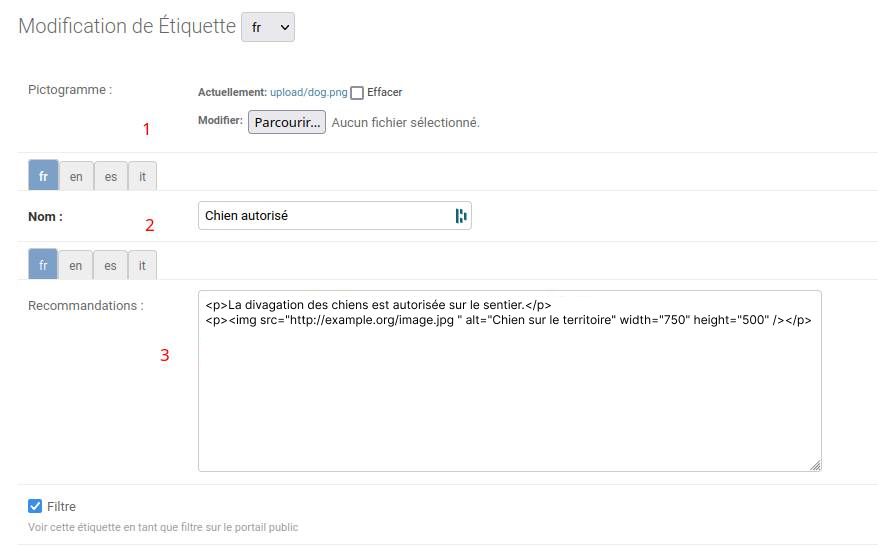 Modification de Étiquette fr
Pictogramme :
Actuellement: upload/dog.png Effacer
1
Modifier: Parcourir... Aucun fichier sélectionné.
fr en es it
Nom :
Chien autorisé
2
fr en es it
Recommandations :
<p>La divagation des chiens est autorisée sur le sentier.</p>
<p><img src="http://example.org/image.jpg " alt="Chien sur le territoire" width="750" height="500" /></p>
3
Filtre
Voir cette étiquette en tant que filtre sur le portail public